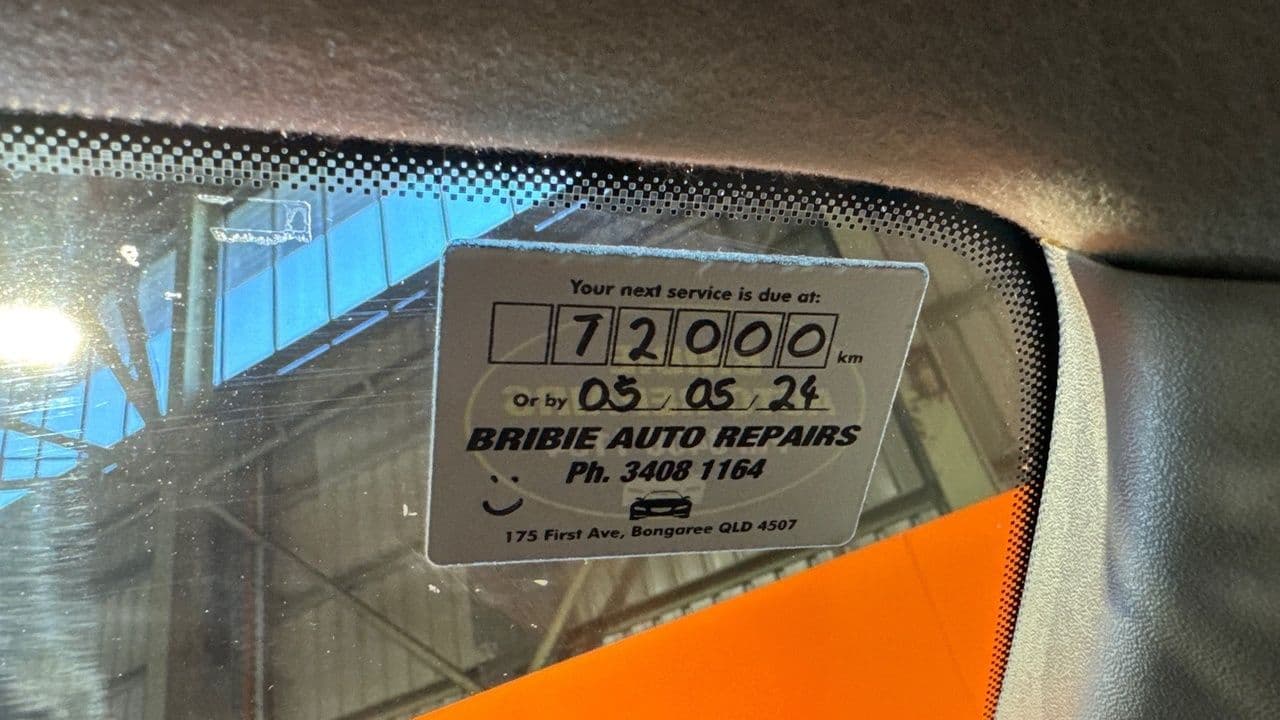 Your next service is due at:
72000 km
Or by 05 / 05 / 24
BRIBIE AUTO REPAIRS
Ph. 3408 1164
175 First Ave, Bongaree QLD 4507